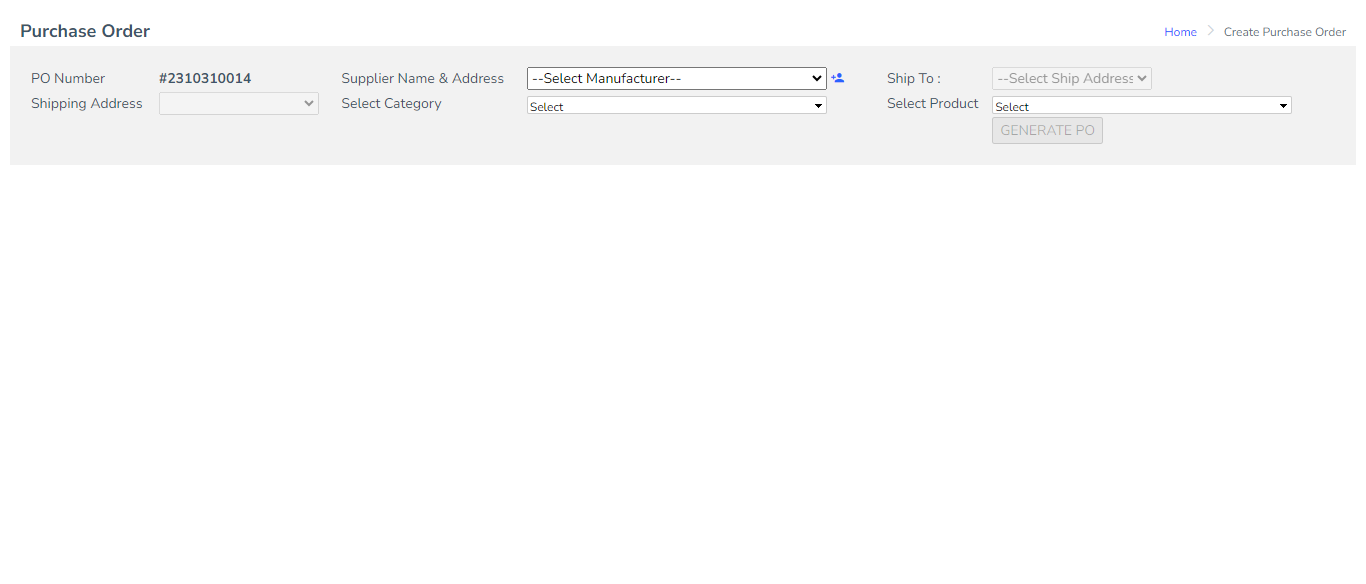 Purchase Order
Home Create Purchase Order
PO Number #2310310014 Supplier Name & Address --Select Manufacturer-- Ship To : --Select Ship Address
Shipping Address Select Category Select Select Product Select
GENERATE PO